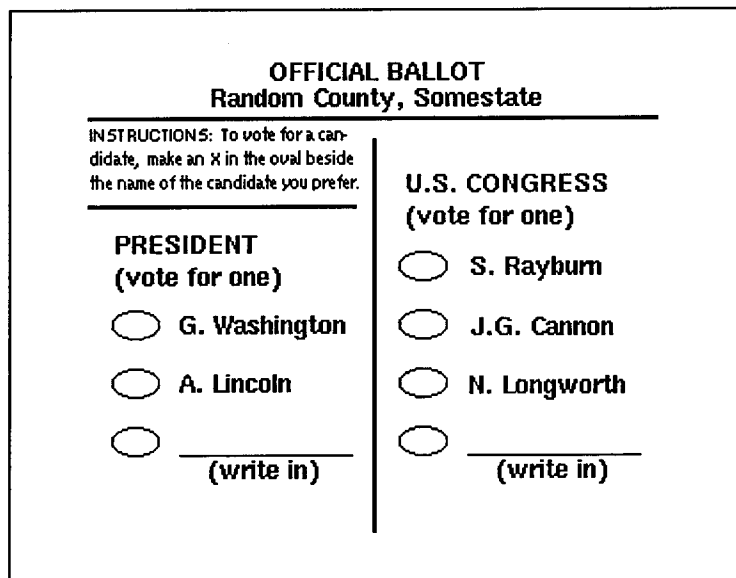 OFFICIAL BALLOT
Random County, Somestate
INSTRUCTIONS: To vote for a can-
didate, make an X in the oval beside
the name of the candidate you prefer.
PRESIDENT
(vote for one)
G. Washington
A. Lincoln
(write in)
U.S. CONGRESS
(vote for one)
S. Rayburn
J.G. Cannon
N. Longworth
(write in)